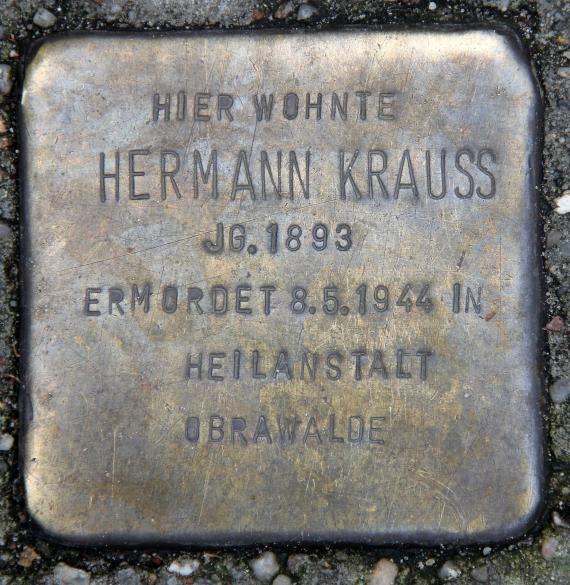 HIER WOHNTE
HERMANN KRAUSS
JG. 1893
ERMORDET 8.5.1944 IN
HEILANSTALT
OBRAWALDE